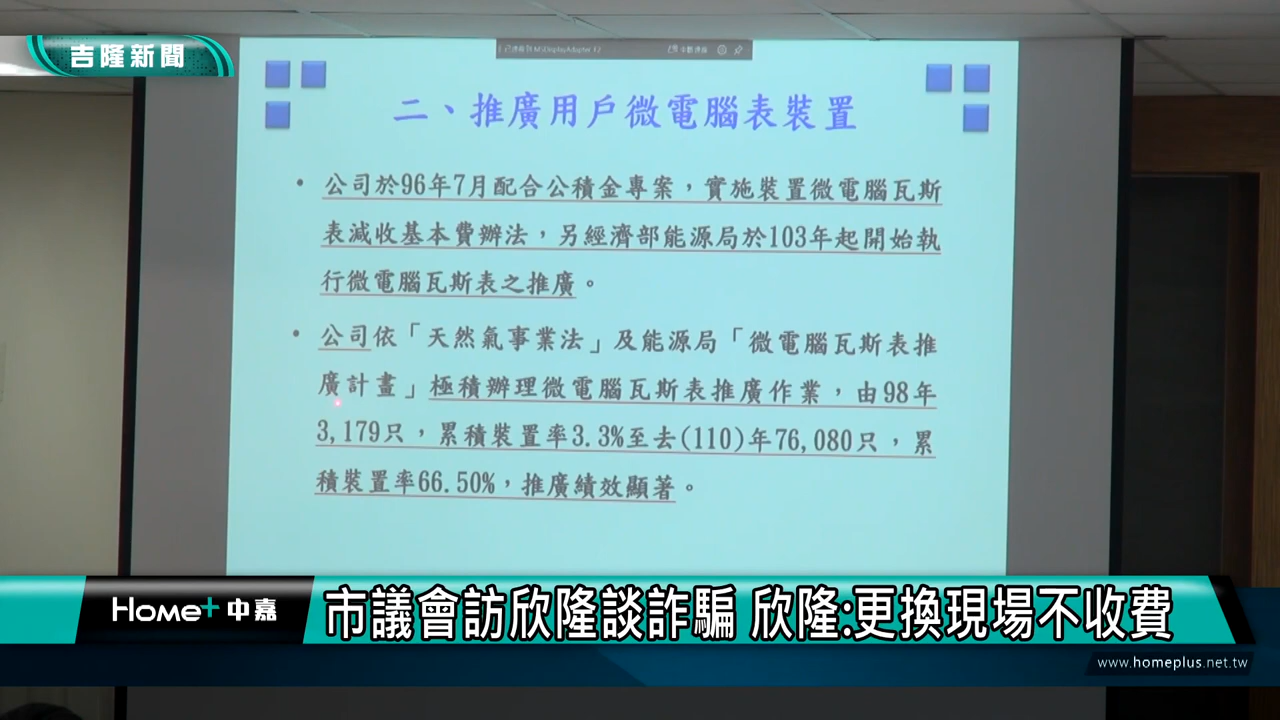 吉隆新聞
二、推廣用戶微電腦表裝置
• 公司於96年7月配合公積金專案，實施裝置微電腦瓦斯
表減收基本費辦法，另經濟部能源局於103年起開始執
行微電腦瓦斯表之推廣。
• 公司依「天然氣事業法」及能源局「微電腦瓦斯表推
廣計畫」極積辦理微電腦瓦斯表推廣作業，由98年
3,179只，累積裝置率3.3%至去(110)年76,080只，累
積裝置率66.50%，推廣績效顯著。
Home+ 中嘉
市議會訪欣隆談詐騙 欣隆:更換現場不收費
www.homeplus.net.tw